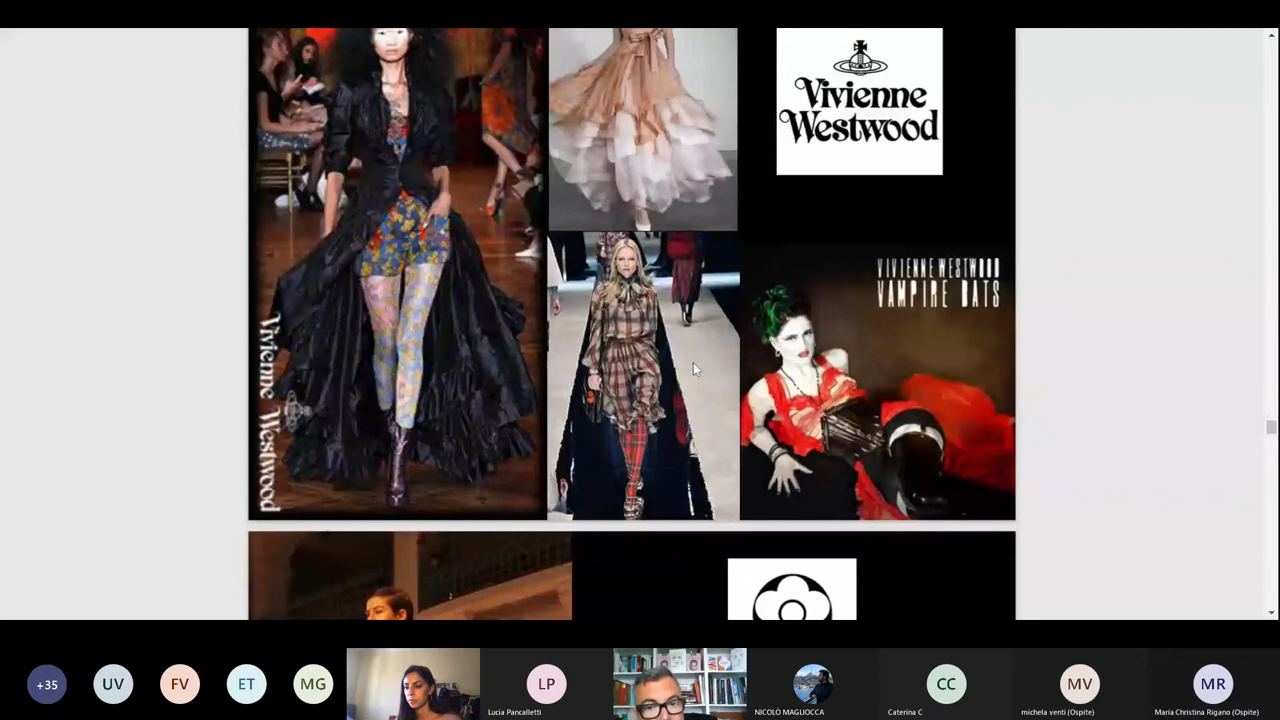 Vivienne
Westwood
VIVIENNE WESTWOOD
VAMPIRE BATS
Vivienne Westwood
+35
UV
FV
ET
MG
LP
Lucia Pancalletti
NICOLÒ MAGLIOCCA
CC
Caterina C
MV
michela venti (Ospite)
MR
Maria Christina Rigano (Ospite)